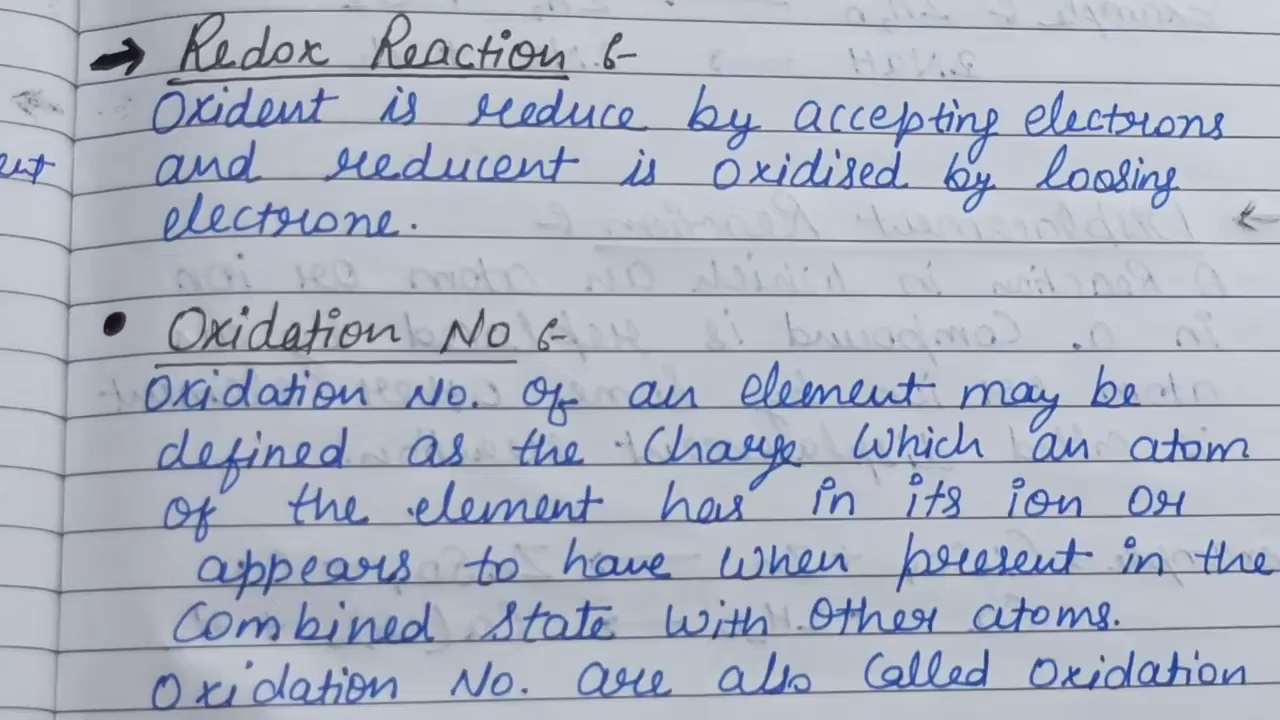 → Redox Reaction :-
Oxident is reduce by accepting electrons
and reducent is oxidised by loosing
electrone.
• Oxidation No :-
Oxidation No. of an element may be
defined as the charge which an atom
of the element has in its ion or
appears to have when present in the
combined state with other atoms.
Oxidation No. are also called Oxidation